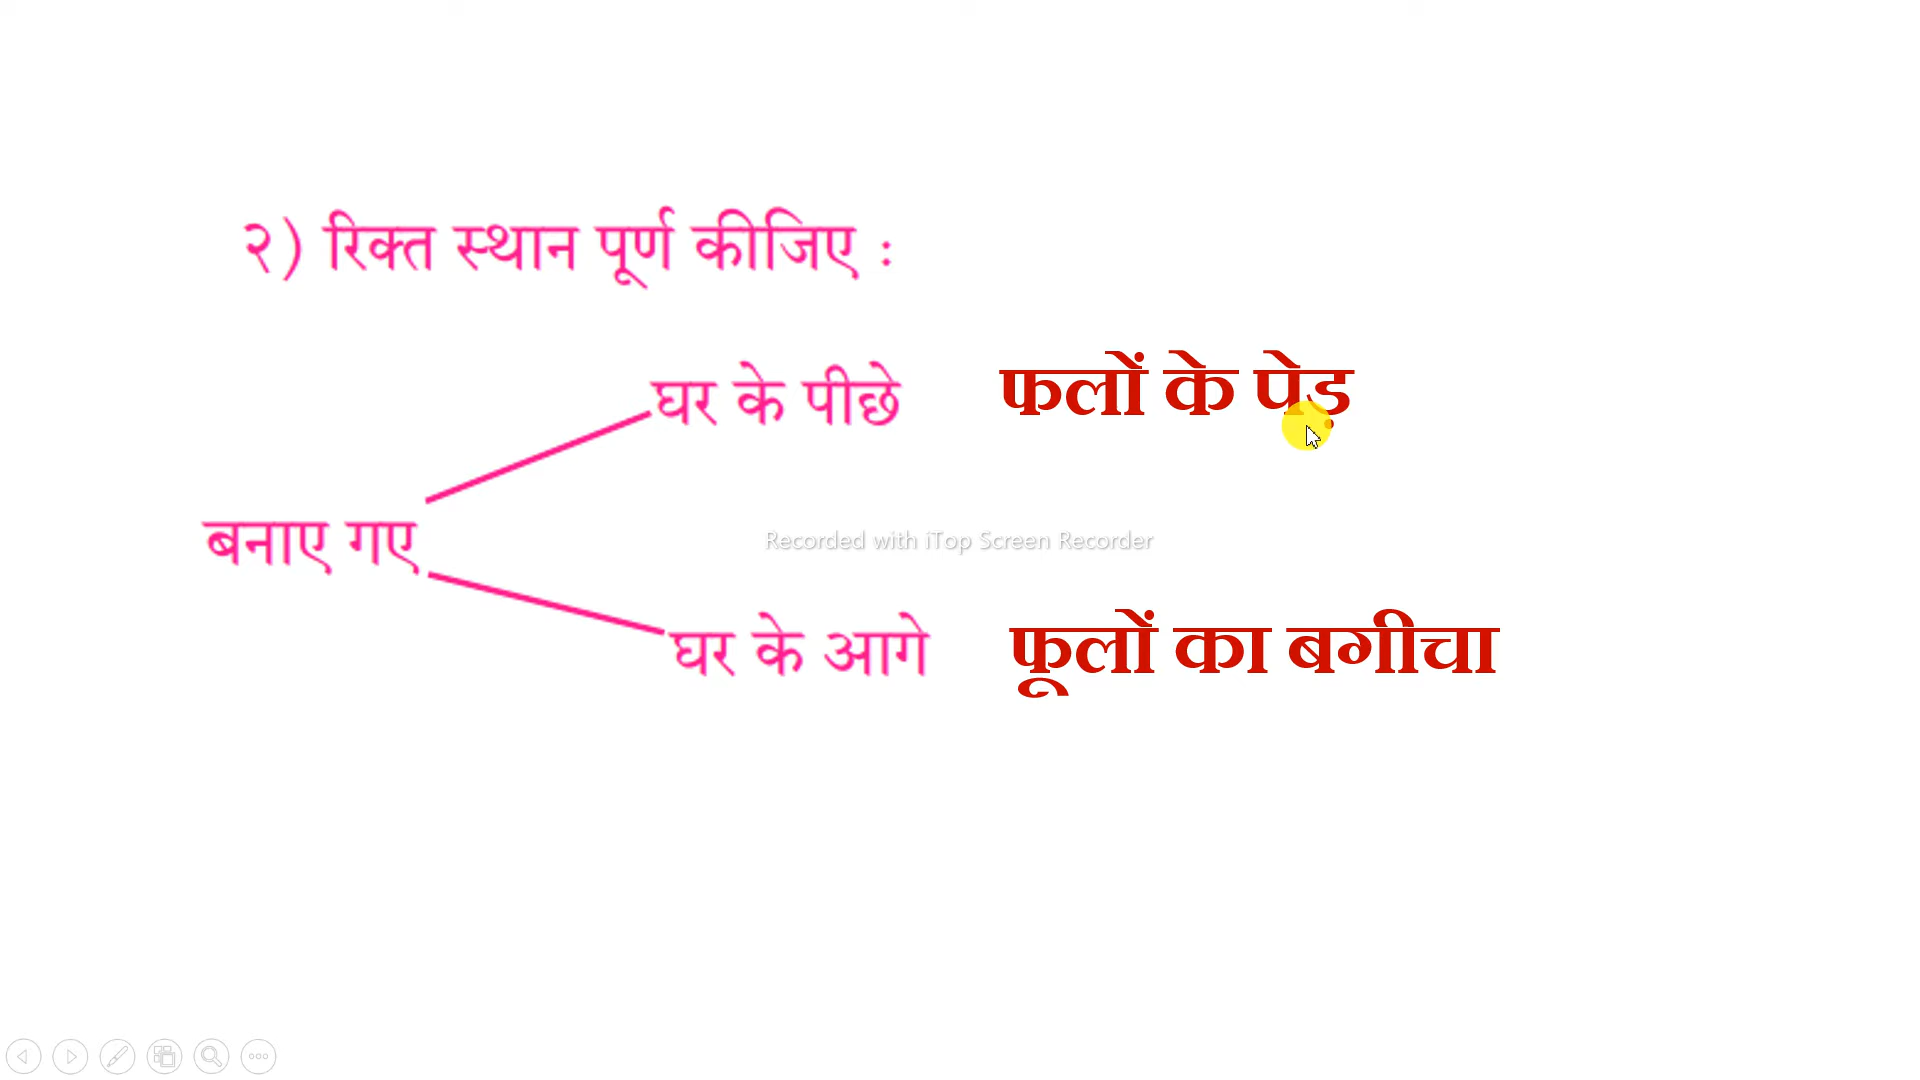 २) रिक्त स्थान पूर्ण कीजिए :
घर के पीछे फलों के पेड़
बनाए गए
Recorded with iTop Screen Recorder
घर के आगे फूलों का बगीचा